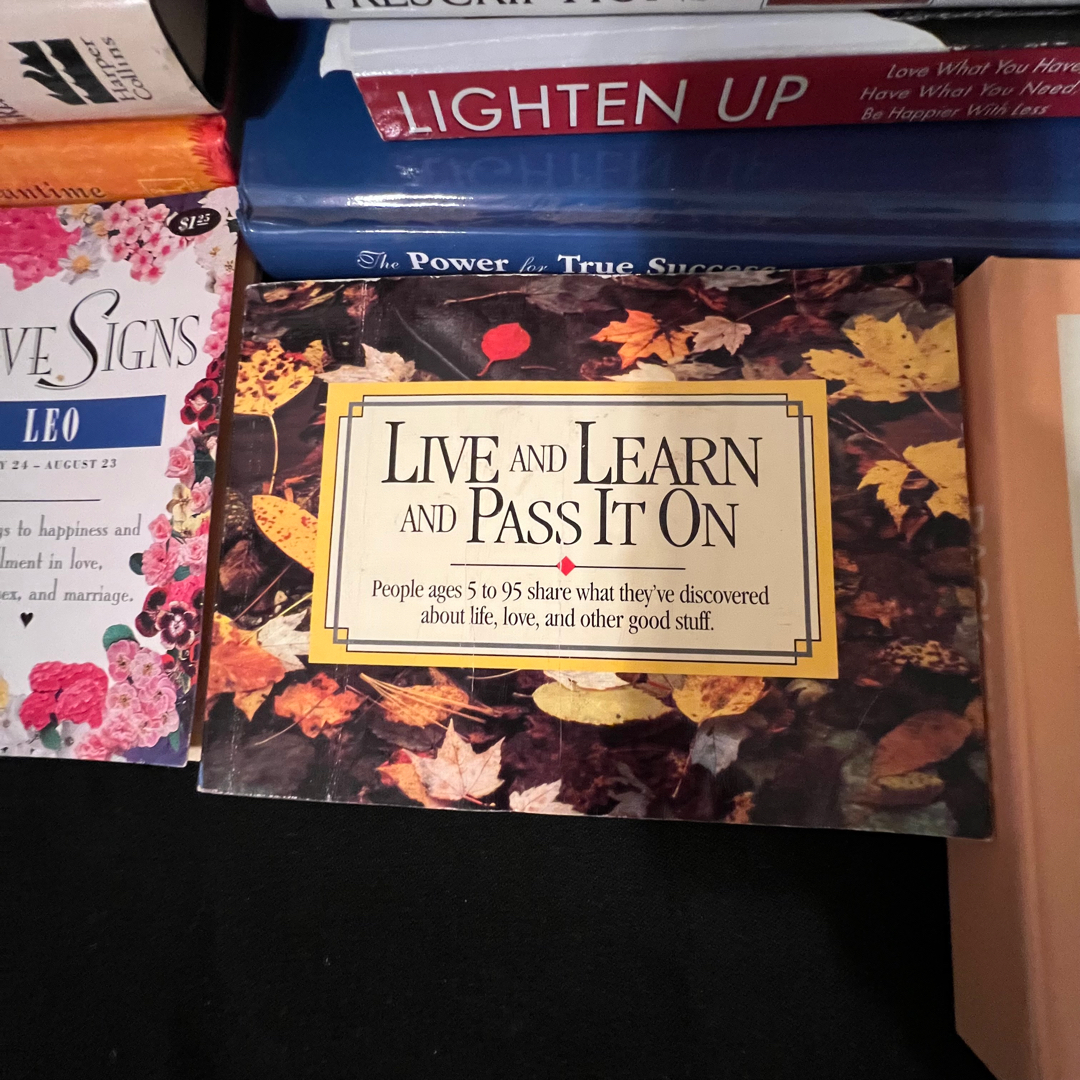 Harper
Collins
LIGHTEN UP
Love What You Have
Have What You Need
Be Happier With Less
The Power for True Success
$1.25
SIGNS
LEO
24 – AUGUST 23
to happiness and
in love,
and marriage.
LIVE AND LEARN
AND PASS IT ON
People ages 5 to 95 share what they've discovered
about life, love, and other good stuff.